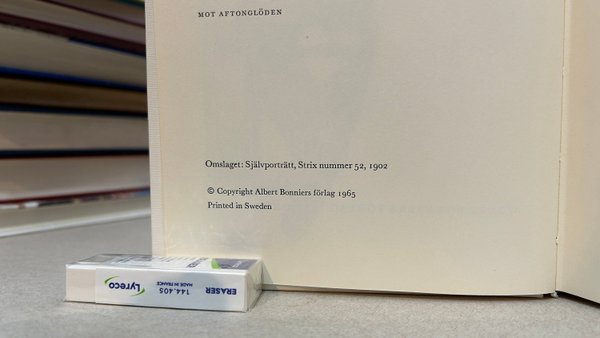 MOT AFTONGLÖDEN
Omslaget: Självporträtt, Strix nummer 52, 1902
© Copyright Albert Bonniers förlag 1965
Printed in Sweden
ERASER
144.405
MADE IN FRANCE
Lyreco